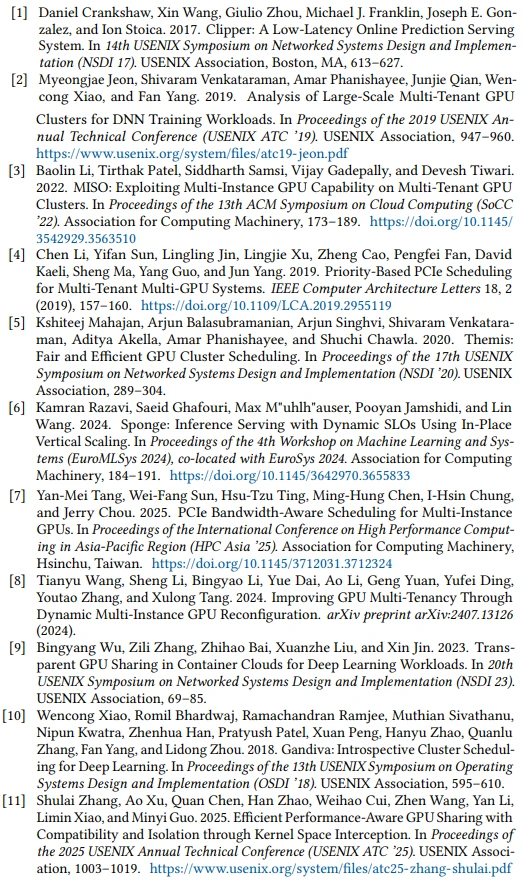 [1] Daniel Crankshaw, Xin Wang, Giulio Zhou, Michael J. Franklin, Joseph E. Gon-
zalez, and Ion Stoica. 2017. Clipper: A Low-Latency Online Prediction Serving
System. In 14th USENIX Symposium on Networked Systems Design and Implemen-
tation (NSDI 17). USENIX Association, Boston, MA, 613–627.
[2] Myeongjae Jeon, Shivaram Venkataraman, Amar Phanishayee, Junjie Qian, Wen-
cong Xiao, and Fan Yang. 2019. Analysis of Large-Scale Multi-Tenant GPU
Clusters for DNN Training Workloads. In Proceedings of the 2019 USENIX An-
nual Technical Conference (USENIX ATC ’19). USENIX Association, 947–960.
https://www.usenix.org/system/files/atc19-jeon.pdf
[3] Baolin Li, Tirthak Patel, Siddharth Samsi, Vijay Gadepally, and Devesh Tiwari.
2022. MISO: Exploiting Multi-Instance GPU Capability on Multi-Tenant GPU
Clusters. In Proceedings of the 13th ACM Symposium on Cloud Computing (SoCC
’22). Association for Computing Machinery, 173–189. https://doi.org/10.1145/
3542929.3563510
[4] Chen Li, Yifan Sun, Lingling Jin, Lingjie Xu, Zheng Cao, Pengfei Fan, David
Kaeli, Sheng Ma, Yang Guo, and Jun Yang. 2019. Priority-Based PCIe Scheduling
for Multi-Tenant Multi-GPU Systems. IEEE Computer Architecture Letters 18, 2
(2019), 157–160. https://doi.org/10.1109/LCA.2019.2955119
[5] Kshiteej Mahajan, Arjun Balasubramanian, Arjun Singhvi, Shivaram Venkatara-
man, Aditya Akella, Amar Phanishayee, and Shuchi Chawla. 2020. Themis:
Fair and Efficient GPU Cluster Scheduling. In Proceedings of the 17th USENIX
Symposium on Networked Systems Design and Implementation (NSDI ’20). USENIX
Association, 289–304.
[6] Kamran Razavi, Saeid Ghafouri, Max M"uhlh"auser, Pooyan Jamshidi, and Lin
Wang. 2024. Sponge: Inference Serving with Dynamic SLOs Using In-Place
Vertical Scaling. In Proceedings of the 4th Workshop on Machine Learning and Sys-
tems (EuroMLSys 2024), co-located with EuroSys 2024. Association for Computing
Machinery, 184–191. https://doi.org/10.1145/3642970.3655833
[7] Yan-Mei Tang, Wei-Fang Sun, Hsu-Tzu Ting, Ming-Hung Chen, I-Hsin Chung,
and Jerry Chou. 2025. PCIe Bandwidth-Aware Scheduling for Multi-Instance
GPUs. In Proceedings of the International Conference on High Performance Comput-
ing in Asia-Pacific Region (HPC Asia ’25). Association for Computing Machinery,
Hsinchu, Taiwan. https://doi.org/10.1145/3712031.3712324
[8] Tianyu Wang, Sheng Li, Bingyao Li, Yue Dai, Ao Li, Geng Yuan, Yufei Ding,
Youtao Zhang, and Xulong Tang. 2024. Improving GPU Multi-Tenancy Through
Dynamic Multi-Instance GPU Reconfiguration. arXiv preprint arXiv:2407.13126
(2024).
[9] Bingyang Wu, Zili Zhang, Zhihao Bai, Xuanzhe Liu, and Xin Jin. 2023. Trans-
parent GPU Sharing in Container Clouds for Deep Learning Workloads. In 20th
USENIX Symposium on Networked Systems Design and Implementation (NSDI 23).
USENIX Association, 69–85.
[10] Wencong Xiao, Romil Bhardwaj, Ramachandran Ramjee, Muthian Sivathanu,
Nipun Kwatra, Zhenhua Han, Pratyush Patel, Xuan Peng, Hanyu Zhao, Quanlu
Zhang, Fan Yang, and Lidong Zhou. 2018. Gandiva: Introspective Cluster Schedul-
ing for Deep Learning. In Proceedings of the 13th USENIX Symposium on Operating
Systems Design and Implementation (OSDI ’18). USENIX Association, 595–610.
[11] Shulai Zhang, Ao Xu, Quan Chen, Han Zhao, Weihao Cui, Zhen Wang, Yan Li,
Limin Xiao, and Minyi Guo. 2025. Efficient Performance-Aware GPU Sharing with
Compatibility and Isolation through Kernel Space Interception. In Proceedings of
the 2025 USENIX Annual Technical Conference (USENIX ATC ’25). USENIX Associ-
ation, 1003–1019. https://www.usenix.org/system/files/atc25-zhang-shulai.pdf